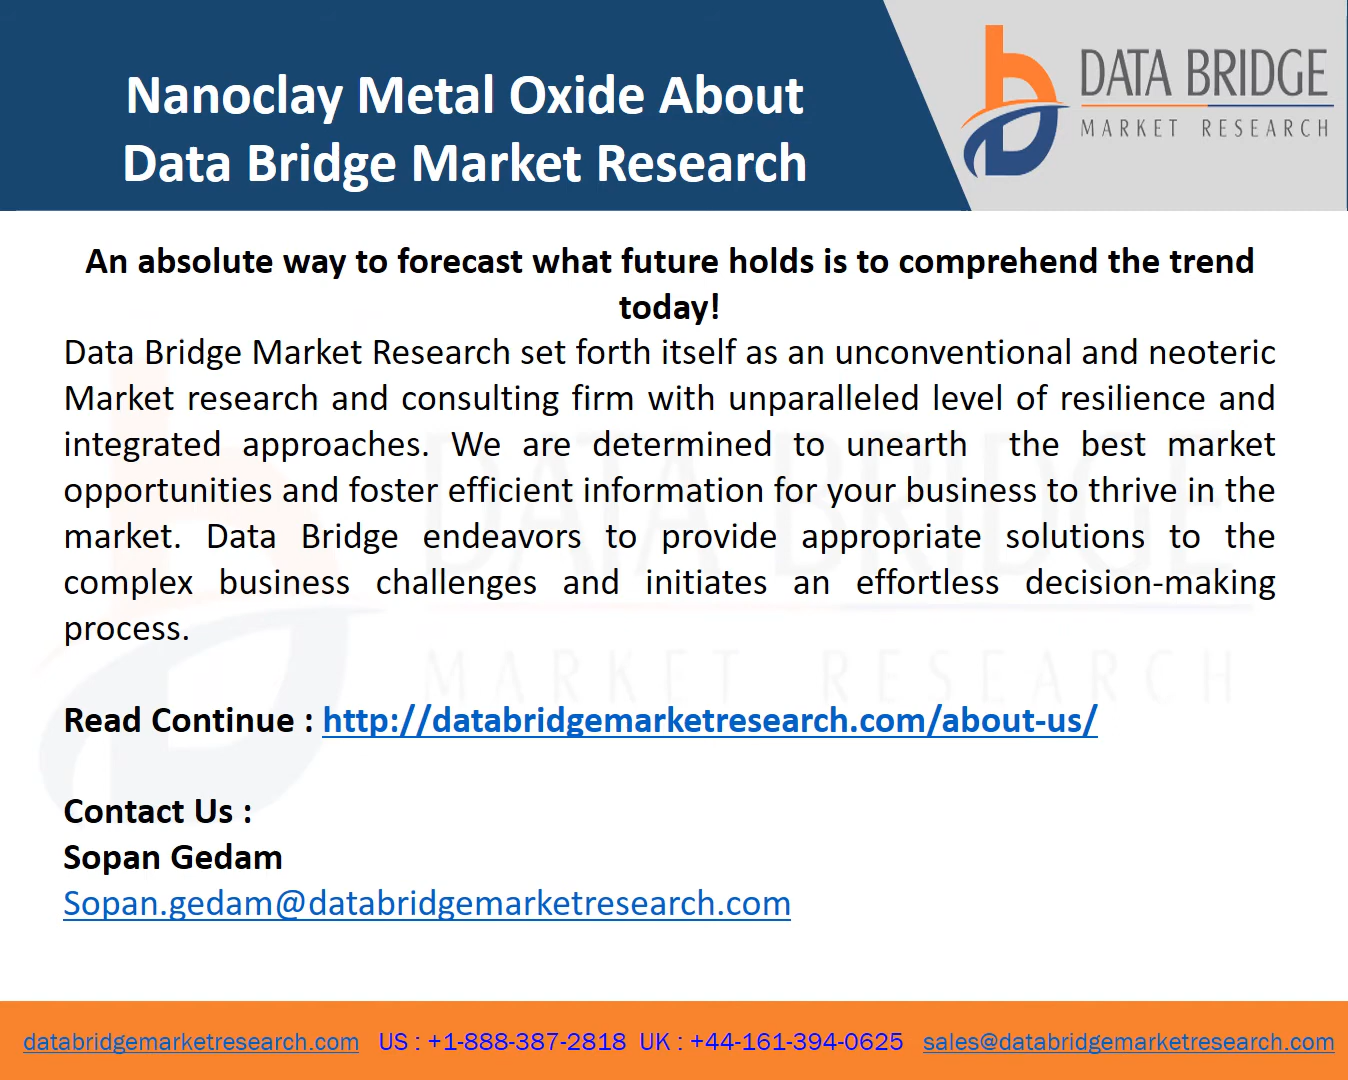 Nanoclay Metal Oxide About
Data Bridge Market Research
DATA BRIDGE
MARKET RESEARCH
An absolute way to forecast what future holds is to comprehend the trend
today!
Data Bridge Market Research set forth itself as an unconventional and neoteric
Market research and consulting firm with unparalleled level of resilience and
integrated approaches. We are determined to unearth the best market
opportunities and foster efficient information for your business to thrive in the
market. Data Bridge endeavors to provide appropriate solutions to the
complex business challenges and initiates an effortless decision-making
process.
DATA BRIDGE
MARKET RESEARCH
Read Continue : http://databridgemarketresearch.com/about-us/
Contact Us :
Sopan Gedam
Sopan.gedam@databridgemarketresearch.com
databridgemarketresearch.com US : +1-888-387-2818 UK : +44-161-394-0625 sales@databridgemarketresearch.com